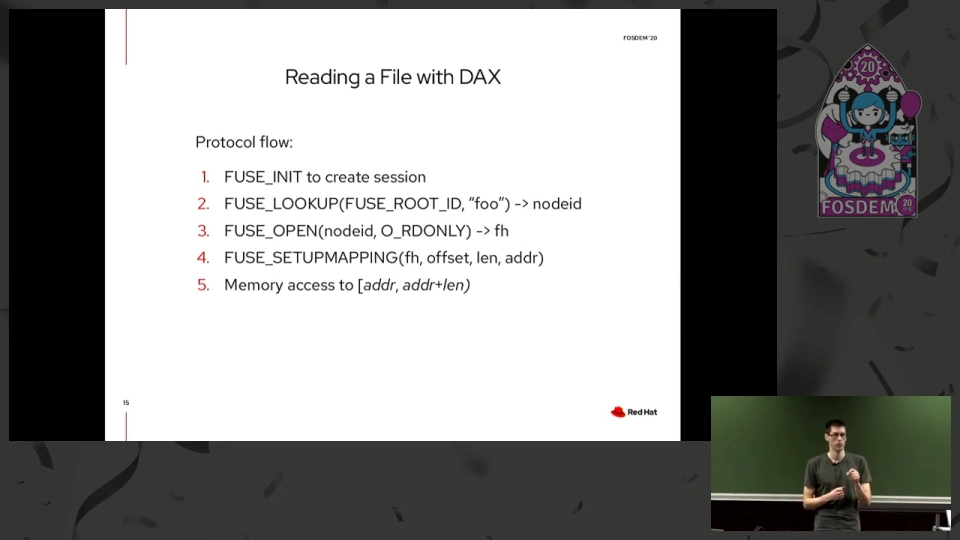 FOSDEM '20
Reading a File with DAX
Protocol flow:
1. FUSE_INIT to create session
2. FUSE_LOOKUP(FUSE_ROOT_ID, "foo") -> nodeid
3. FUSE_OPEN(nodeid, O_RDONLY) -> fh
4. FUSE_SETUPMAPPING(fh, offset, len, addr)
5. Memory access to [addr, addr+len)
15
Red Hat
20
FOSDEM
20